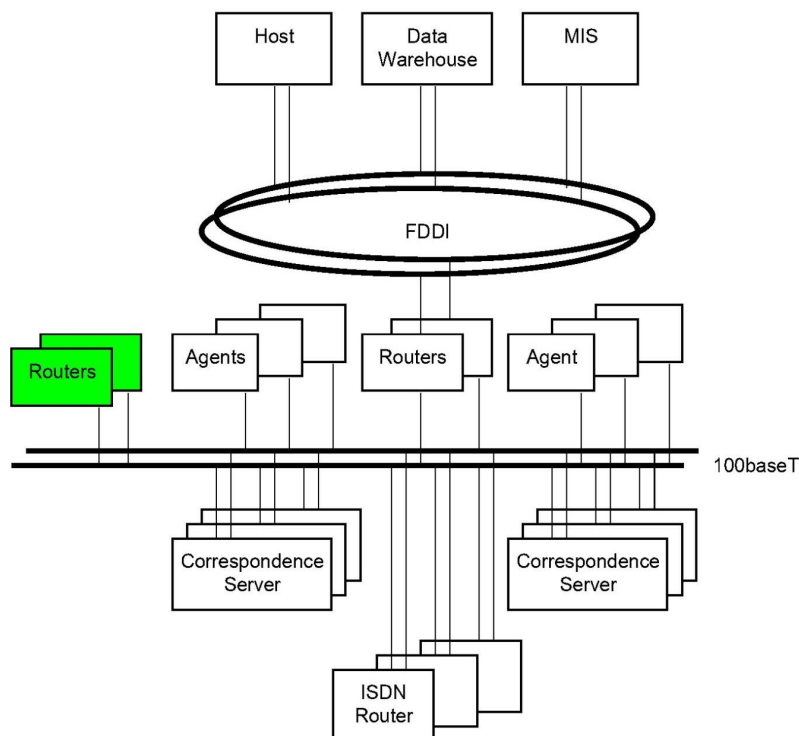 Host
Data
Warehouse
MIS
FDDI
Routers
Agents
Routers
Agent
100baseT
Correspondence
Server
Correspondence
Server
ISDN
Router